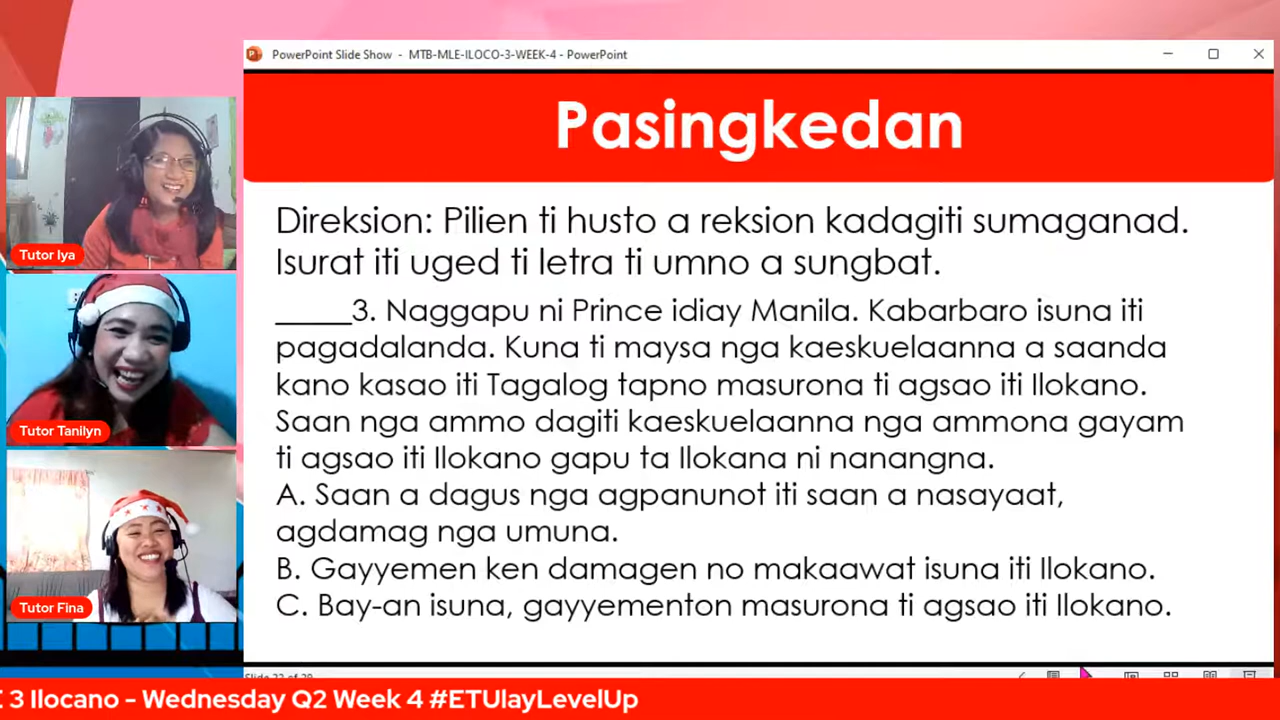 PowerPoint Slide Show - MTB-MLE-ILOCO-3-WEEK-4 - PowerPoint
Pasingkedan
Direksion: Pilien ti husto a reksion kadagiti sumaganad.
Isurat iti uged ti letra ti umno a sungbat.
_____3. Naggapu ni Prince idiay Manila. Kabarbaro isuna iti
pagadalanda. Kuna ti maysa nga kaeskuelaanna a saanda
kano kasao iti Tagalog tapno masurona ti agsao iti Ilokano.
Saan nga ammo dagiti kaeskuelaanna nga ammona gayam
ti agsao iti Ilokano gapu ta Ilokana ni nanangna.
A. Saan a dagus nga agpanunot iti saan a nasayaat,
agdamag nga umuna.
B. Gayyemen ken damagen no makaawat isuna iti Ilokano.
C. Bay-an isuna, gayyementon masurona ti agsao iti Ilokano.
Tutor Iya
Tutor Tanilyn
Tutor Fina
3 Ilocano - Wednesday Q2 Week 4 #ETUlayLevelUp